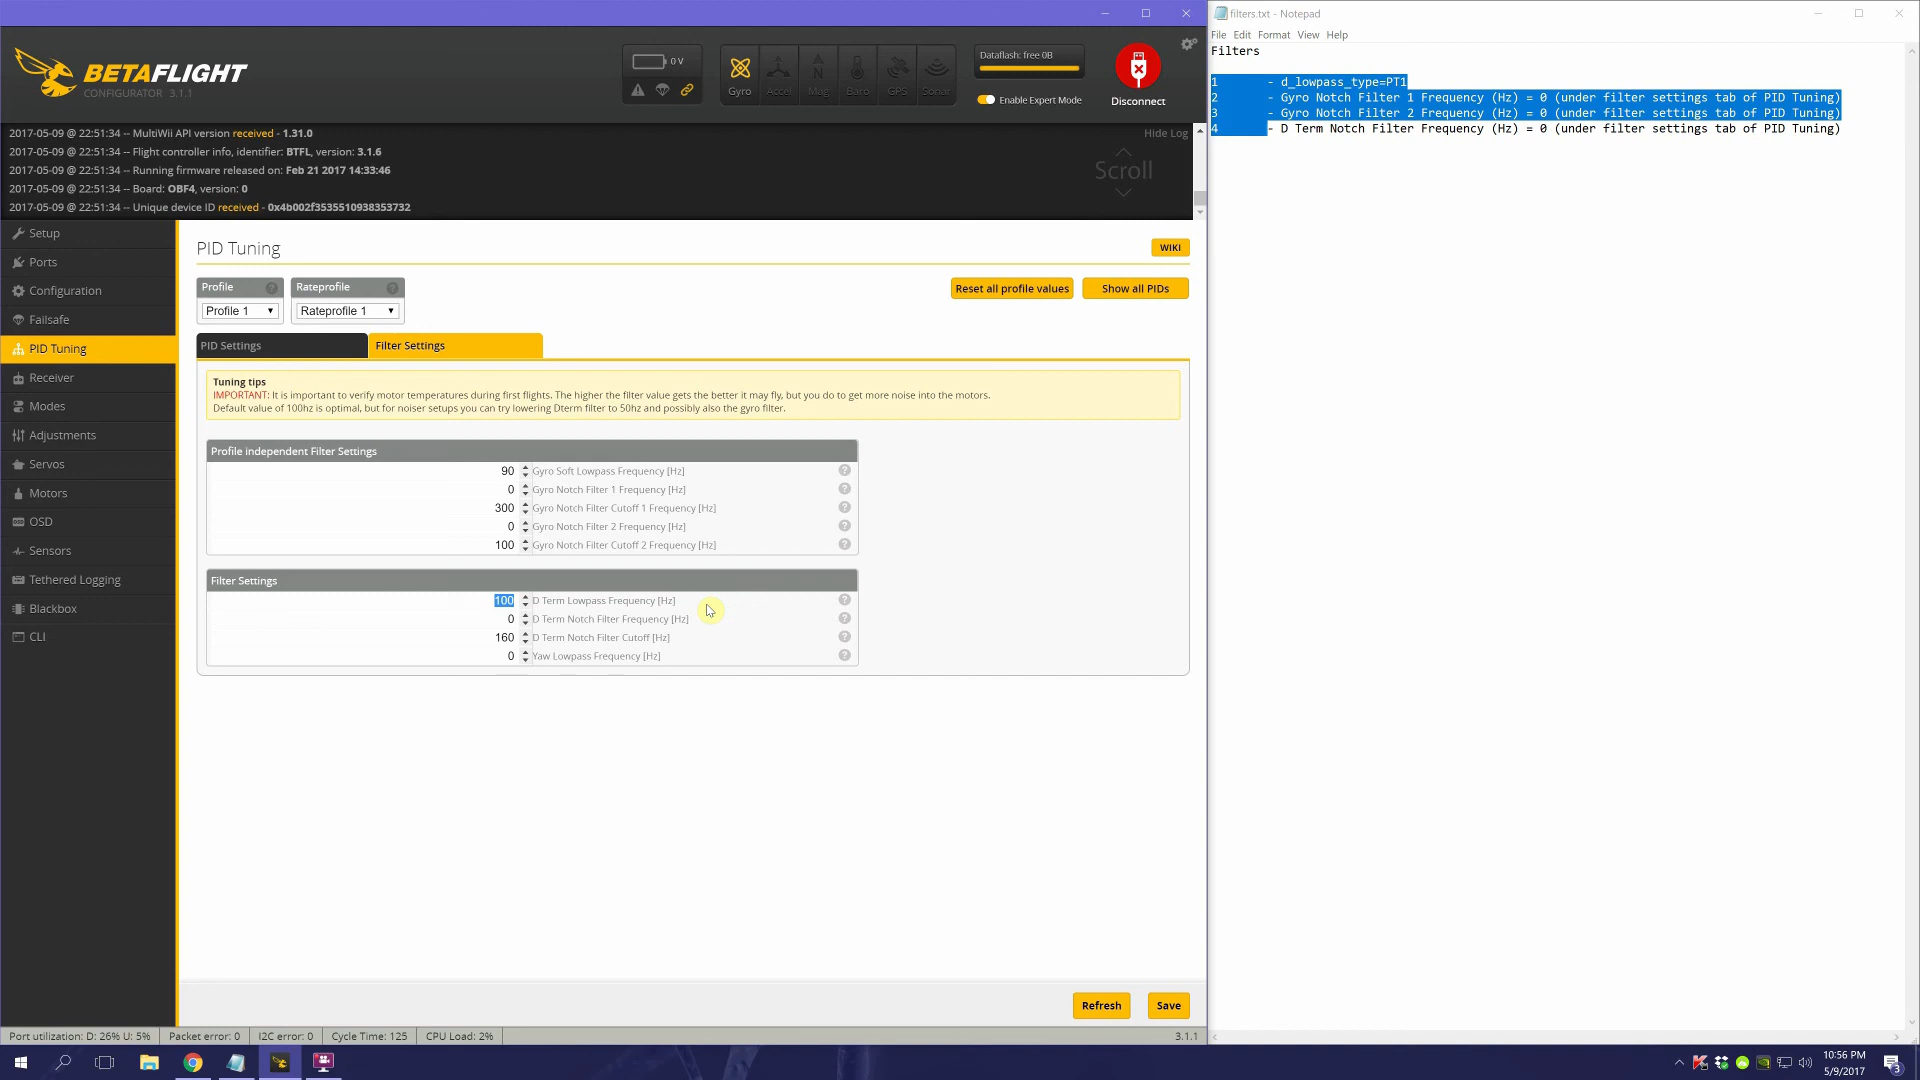 BETAFLIGHT
CONFIGURATOR 3.1.1
0 V
Gyro
Accel
Mag
Baro
GPS
Sonar
Dataflash: free 0B
Enable Expert Mode
Disconnect
2017-05-09 @ 22:51:34 -- MultiWii API version received - 1.31.0
2017-05-09 @ 22:51:34 -- Flight controller info, identifier: BTFL, version: 3.1.6
2017-05-09 @ 22:51:34 -- Running firmware released on: Feb 21 2017 14:33:46
2017-05-09 @ 22:51:34 -- Board: OBF4, version: 0
2017-05-09 @ 22:51:34 -- Unique device ID received - 0x4b002f3535510938353732
Hide Log
Scroll
Setup
Ports
Configuration
Failsafe
PID Tuning
Receiver
Modes
Adjustments
Servos
Motors
OSD
Sensors
Tethered Logging
Blackbox
CLI
PID Tuning
WIKI
Profile
Profile 1
Rateprofile
Rateprofile 1
Reset all profile values
Show all PIDs
PID Settings
Filter Settings
Tuning tips
IMPORTANT: It is important to verify motor temperatures during first flights. The higher the filter value gets the better it may fly, but you do to get more noise into the motors.
Default value of 100hz is optimal, but for noiser setups you can try lowering Dterm filter to 50hz and possibly also the gyro filter.
Profile independent Filter Settings
90 Gyro Soft Lowpass Frequency [Hz]
0 Gyro Notch Filter 1 Frequency [Hz]
300 Gyro Notch Filter Cutoff 1 Frequency [Hz]
0 Gyro Notch Filter 2 Frequency [Hz]
100 Gyro Notch Filter Cutoff 2 Frequency [Hz]
Filter Settings
100 D Term Lowpass Frequency [Hz]
0 D Term Notch Filter Frequency [Hz]
160 D Term Notch Filter Cutoff [Hz]
0 Yaw Lowpass Frequency [Hz]
Refresh
Save
Port utilization: D: 26% U: 5%
Packet error: 0
I2C error: 0
Cycle Time: 125
CPU Load: 2%
3.1.1
filters.txt - Notepad
File Edit Format View Help
Filters
1 - d_lowpass_type=PT1
2 - Gyro Notch Filter 1 Frequency (Hz) = 0 (under filter settings tab of PID Tuning)
3 - Gyro Notch Filter 2 Frequency (Hz) = 0 (under filter settings tab of PID Tuning)
4 - D Term Notch Filter Frequency (Hz) = 0 (under filter settings tab of PID Tuning)
10:56 PM
5/9/2017
3